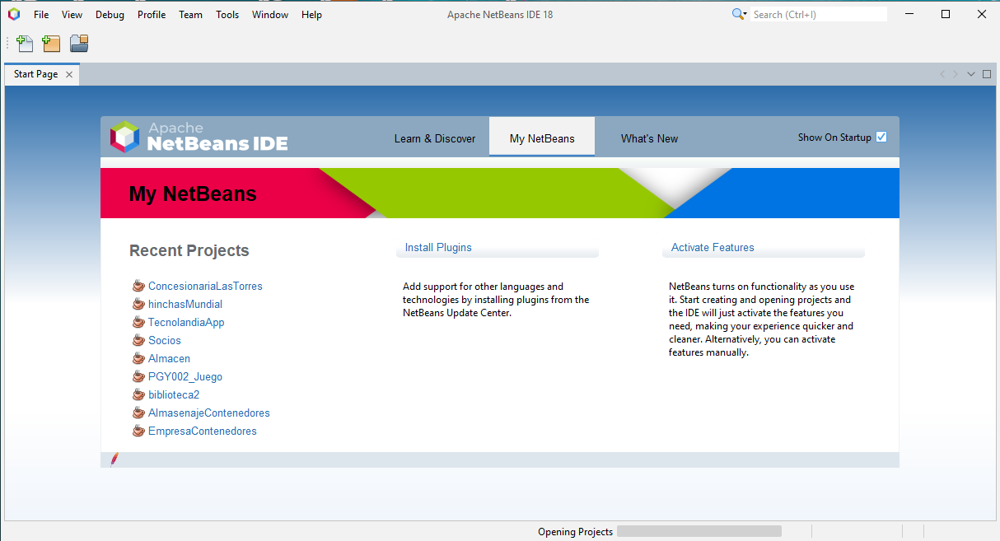 File View Debug Profile Team Tools Window Help Apache NetBeans IDE 18 Search (Ctrl+I)
Start Page
Apache
NetBeans IDE
Learn & Discover My NetBeans What's New Show On Startup
My NetBeans
Recent Projects
ConcesionariaLasTorres
hinchasMundial
TecnolandiaApp
Socios
Almacen
PGY002_Juego
biblioteca2
AlmasenajeContenedores
EmpresaContenedores
Install Plugins
Add support for other languages and
technologies by installing plugins from the
NetBeans Update Center.
Activate Features
NetBeans turns on functionality as you use
it. Start creating and opening projects and
the IDE will just activate the features you
need, making your experience quicker and
cleaner. Alternatively, you can activate
features manually.
Opening Projects